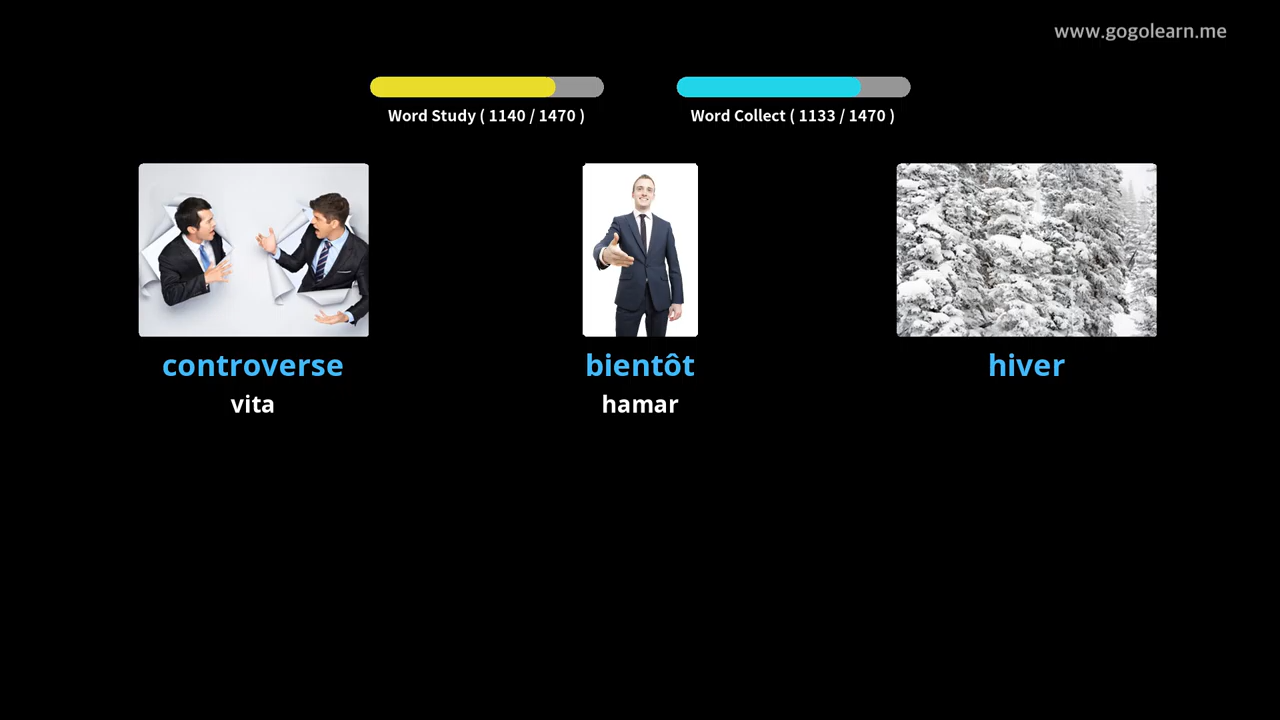 www.gogolearn.me
Word Study ( 1140 / 1470 )
Word Collect ( 1133 / 1470 )
controverse
vita
bientôt
hamar
hiver